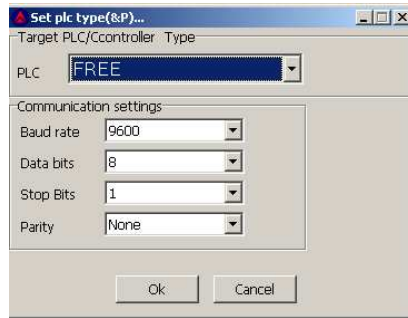 Set plc type(&P)...
Target PLC/Ccontroller Type
PLC FREE
Communication settings
Baud rate 9600
Data bits 8
Stop Bits 1
Parity None
Ok Cancel